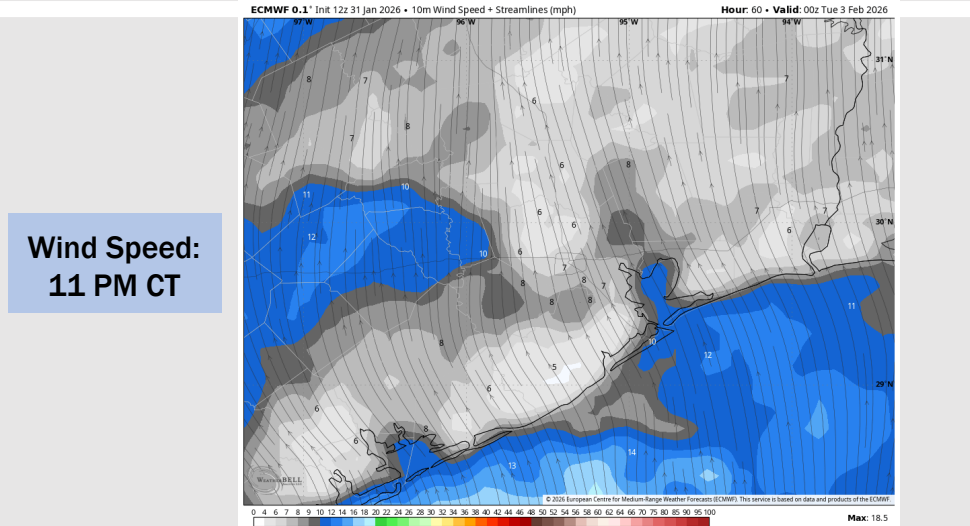 ECMWF 0.1° Init 12z 31 Jan 2026 • 10m Wind Speed + Streamlines (mph)
Hour: 60 • Valid: 00z Tue 3 Feb 2026
97°W 96°W 95°W 94°W
31°N
8 7 7
6
7 8
6 8
11 10
6 7 7
30°N
12 6 6
10 6
7
8 8 7
8 8
11
8 10
12
5
29°N
6
6
8
6
14
13
WEATHERBELL
© 2026 European Centre for Medium-Range Weather Forecasts (ECMWF). This service is based on data and products of the ECMWF.
0 4 6 7 8 9 10 12 14 16 18 20 22 24 26 28 30 32 34 36 38 40 42 44 46 48 50 52 54 56 58 60 62 64 66 68 70 75 80 85 90 95 100
Max: 18.5
Wind Speed:
11 PM CT